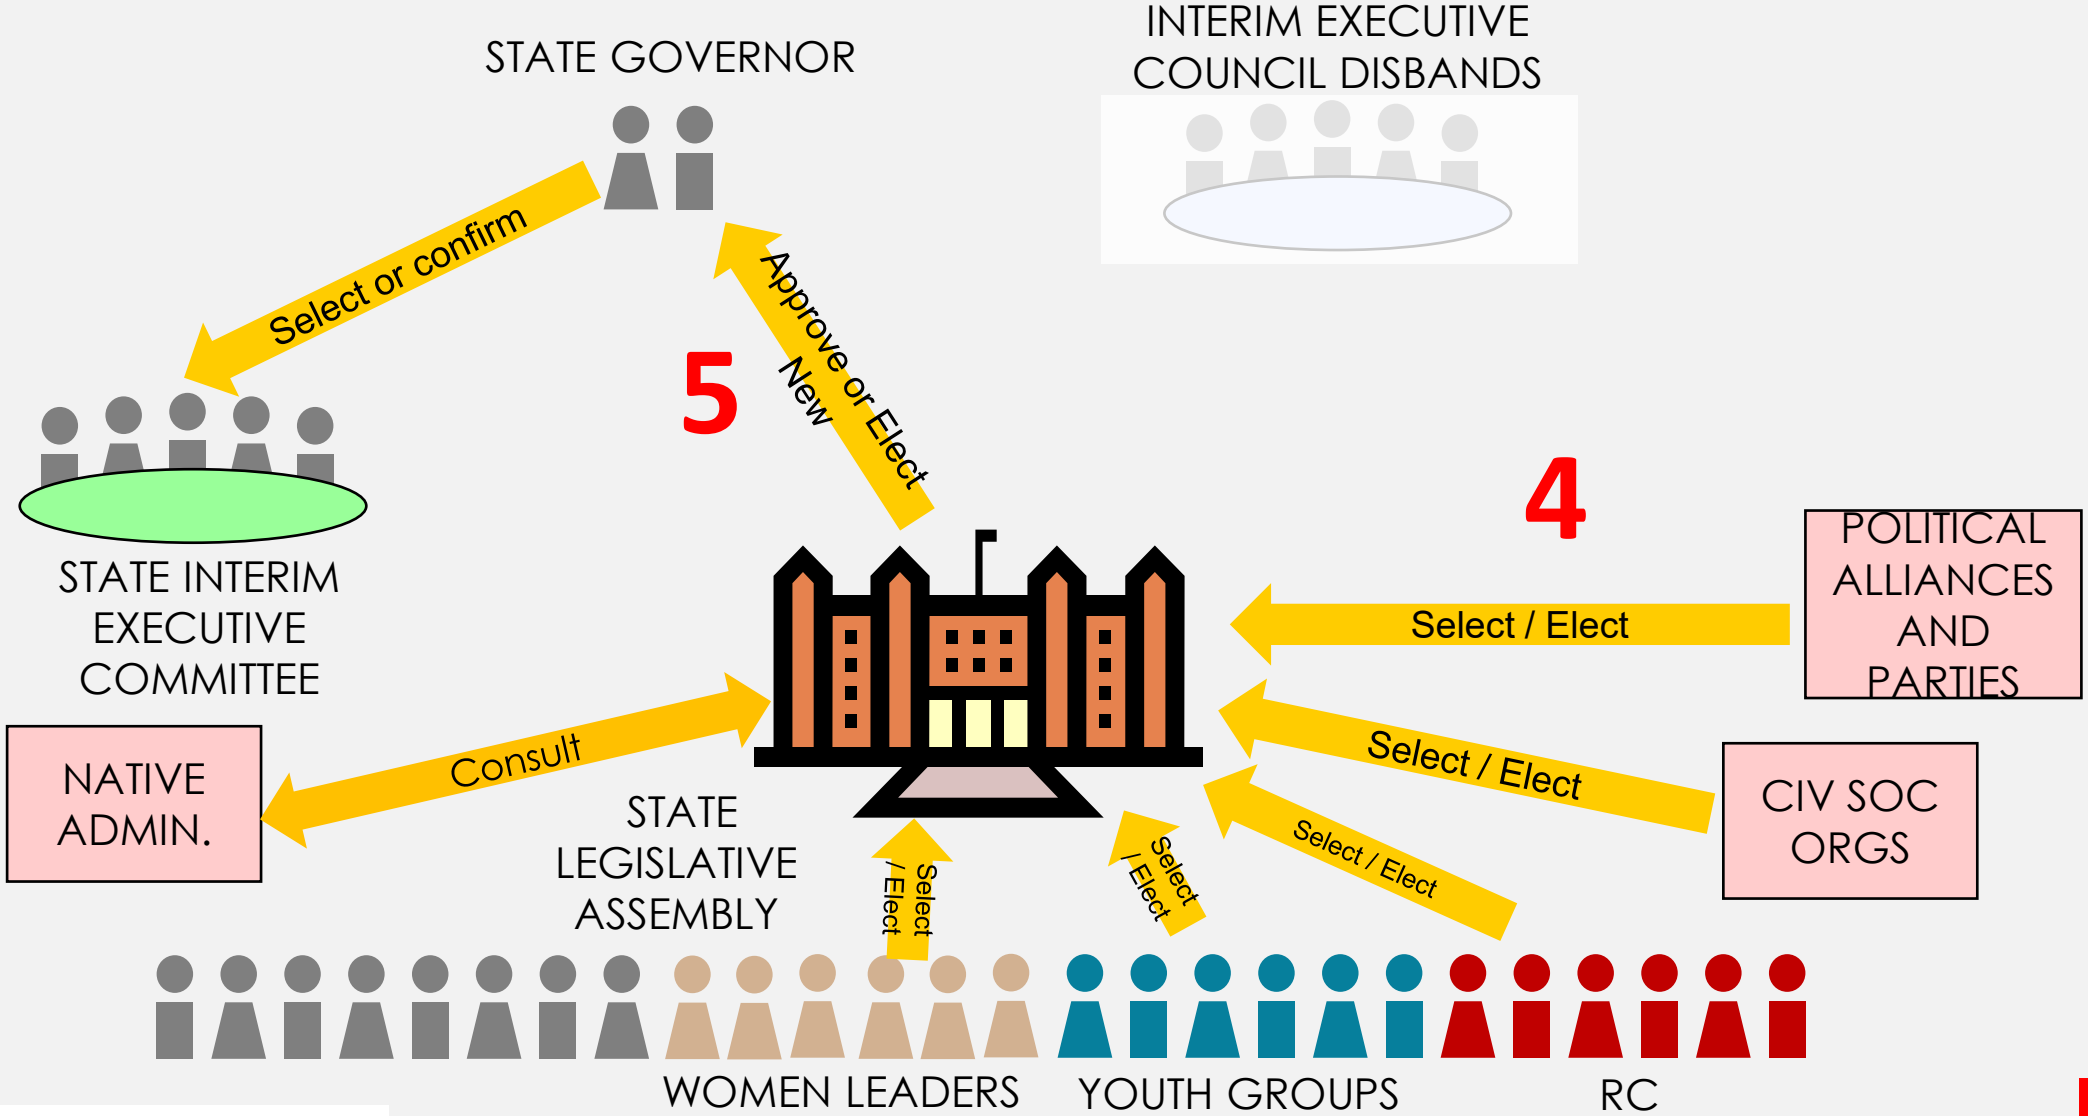 INTERIM EXECUTIVE
COUNCIL DISBANDS
STATE GOVERNOR
Select or confirm
Approve or Elect
New
5
4
STATE INTERIM
EXECUTIVE
COMMITTEE
POLITICAL
ALLIANCES
AND
PARTIES
Select / Elect
NATIVE
ADMIN.
Consult
Select / Elect
CIV SOC
ORGS
STATE
LEGISLATIVE
ASSEMBLY
Select
/ Elect
Select
/ Elect
Select / Elect
WOMEN LEADERS
YOUTH GROUPS
RC